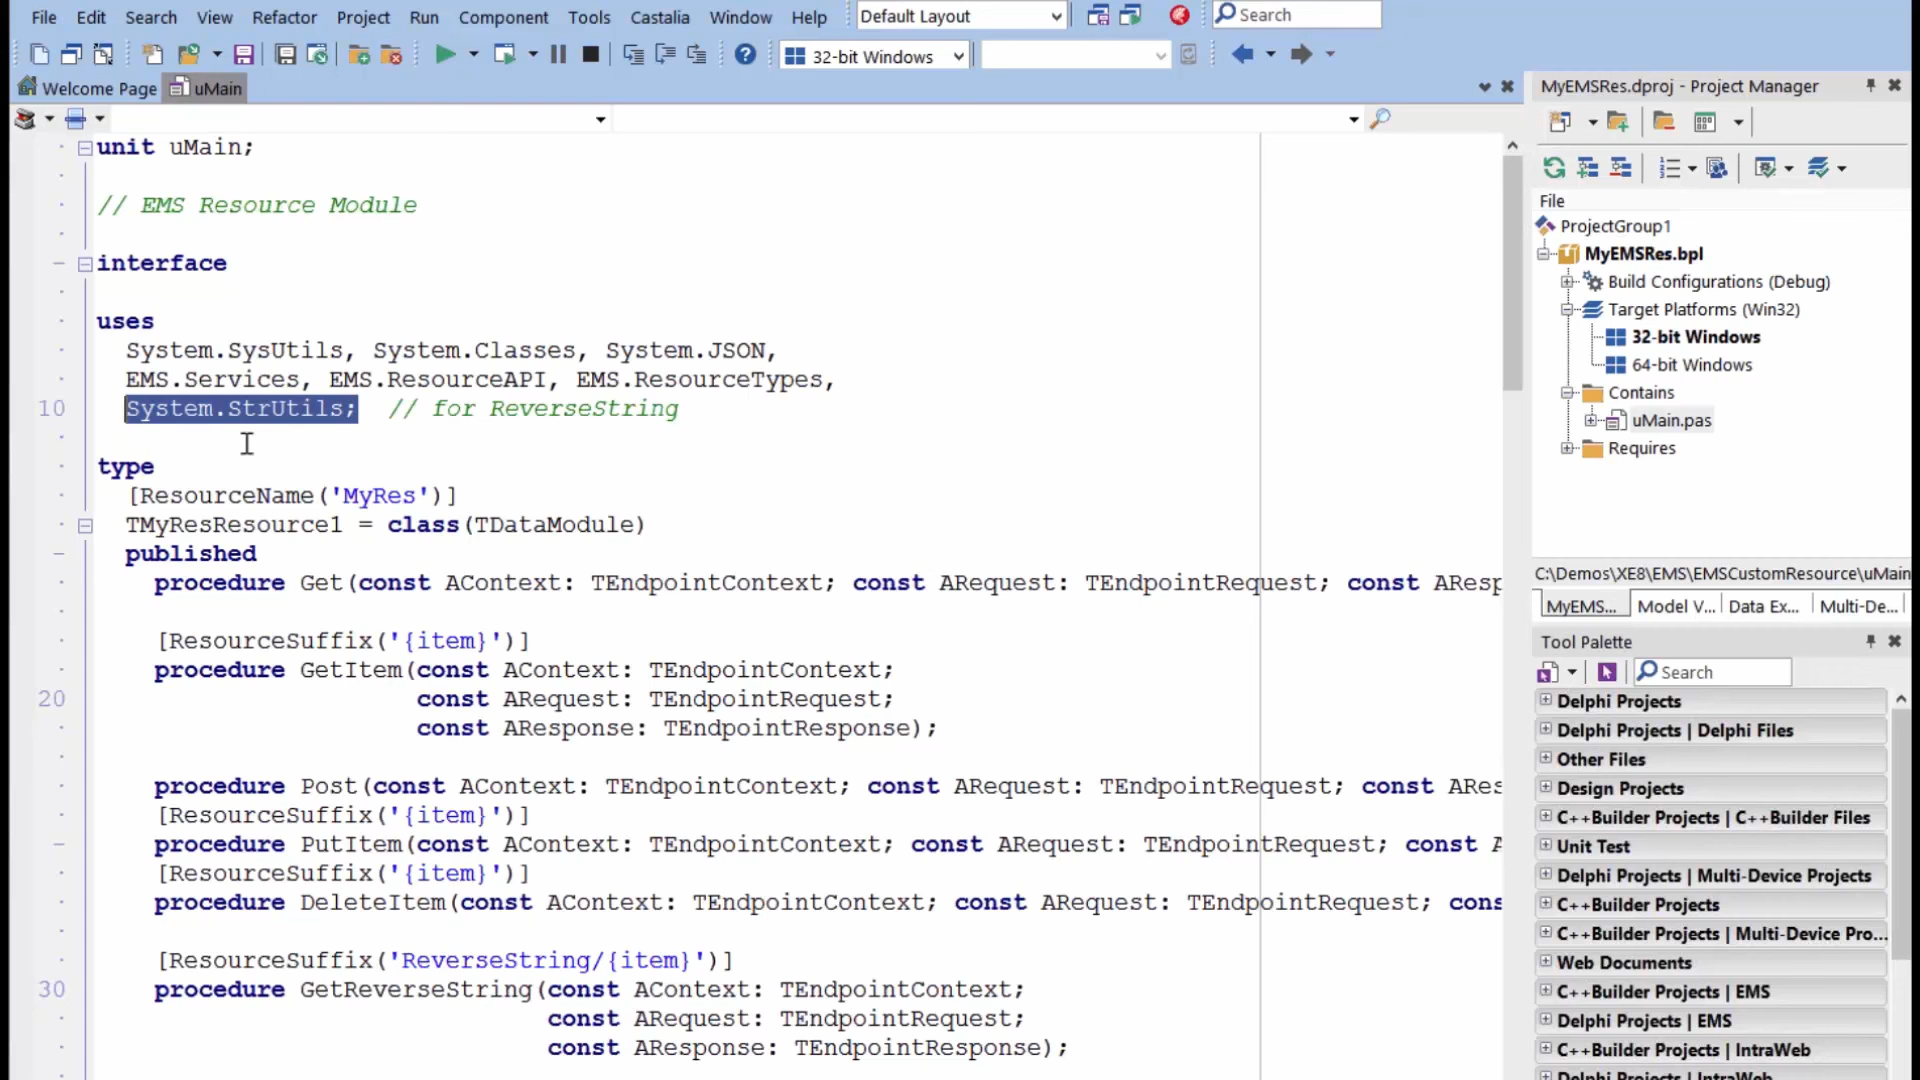 File Edit Search View Refactor Project Run Component Tools Castalia Window Help Default Layout Search
32-bit Windows
Welcome Page uMain
unit uMain;
// EMS Resource Module
interface
uses
System.SysUtils, System.Classes, System.JSON,
EMS.Services, EMS.ResourceAPI, EMS.ResourceTypes,
10 System.StrUtils; // for ReverseString
type
[ResourceName('MyRes')]
TMyResResource1 = class(TDataModule)
published
procedure Get(const AContext: TEndpointContext; const ARequest: TEndpointRequest; const AResp
[ResourceSuffix('{item}')]
procedure GetItem(const AContext: TEndpointContext;
20 const ARequest: TEndpointRequest;
const AResponse: TEndpointResponse);
procedure Post(const AContext: TEndpointContext; const ARequest: TEndpointRequest; const ARes
[ResourceSuffix('{item}')]
procedure PutItem(const AContext: TEndpointContext; const ARequest: TEndpointRequest; const A
[ResourceSuffix('{item}')]
procedure DeleteItem(const AContext: TEndpointContext; const ARequest: TEndpointRequest; cons
[ResourceSuffix('ReverseString/{item}')]
30 procedure GetReverseString(const AContext: TEndpointContext;
const ARequest: TEndpointRequest;
const AResponse: TEndpointResponse);
MyEMSRes.dproj - Project Manager
File
ProjectGroup1
MyEMSRes.bpl
Build Configurations (Debug)
Target Platforms (Win32)
32-bit Windows
64-bit Windows
Contains
uMain.pas
Requires
C:\Demos\XE8\EMS\EMSCustomResource\uMain
MyEMS... Model V... Data Ex... Multi-De...
Tool Palette
Search
Delphi Projects
Delphi Projects | Delphi Files
Other Files
Design Projects
C++Builder Projects | C++Builder Files
Unit Test
Delphi Projects | Multi-Device Projects
C++Builder Projects
C++Builder Projects | Multi-Device Pro...
Web Documents
C++Builder Projects | EMS
Delphi Projects | EMS
C++Builder Projects | IntraWeb
Delphi Projects | IntraWeb